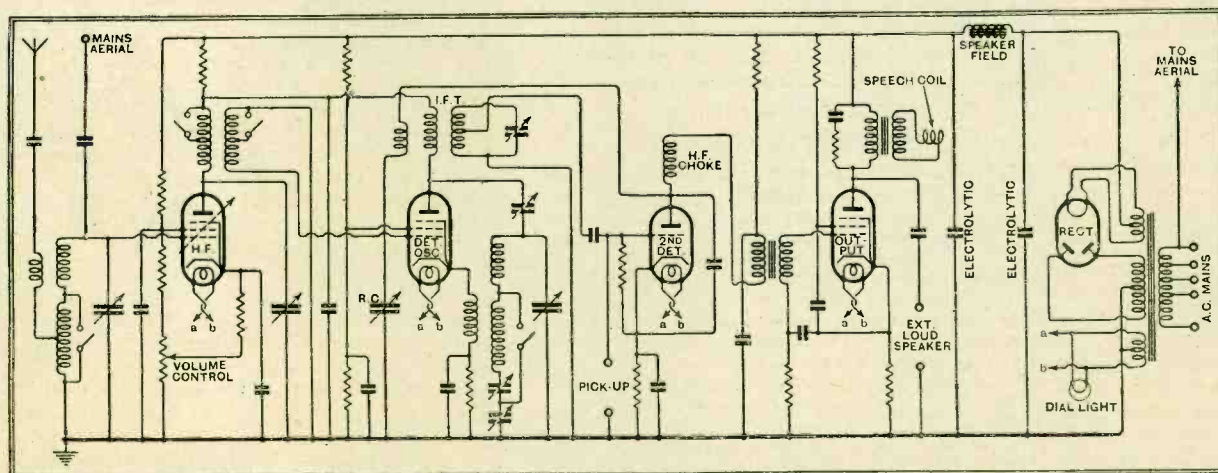 MAINS
AERIAL
H.F.
VOLUME
CONTROL
I.F.T.
DET.
OSC
R.C.
a b
a b
PICK-UP
H.F.
CHOKE
2ND
DET.
a b
SPEECH COIL
OUT-
PUT
a b
EXT.
LOUD
SPEAKER
SPEAKER
FIELD
ELECTROLYTIC
ELECTROLYTIC
RECT.
a
b
DIAL LIGHT
TO
MAINS
AERIAL
A.C. MAINS
a b